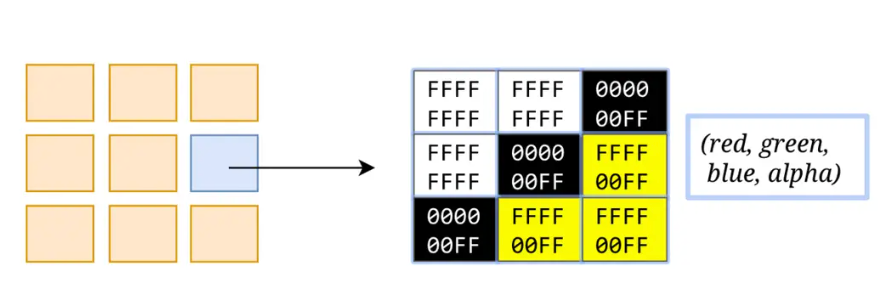 FFFF FFFF 0000
FFFF FFFF 00FF
FFFF 0000 FFFF
FFFF 00FF 00FF
0000 FFFF FFFF
00FF 00FF 00FF
(red, green,
blue, alpha)